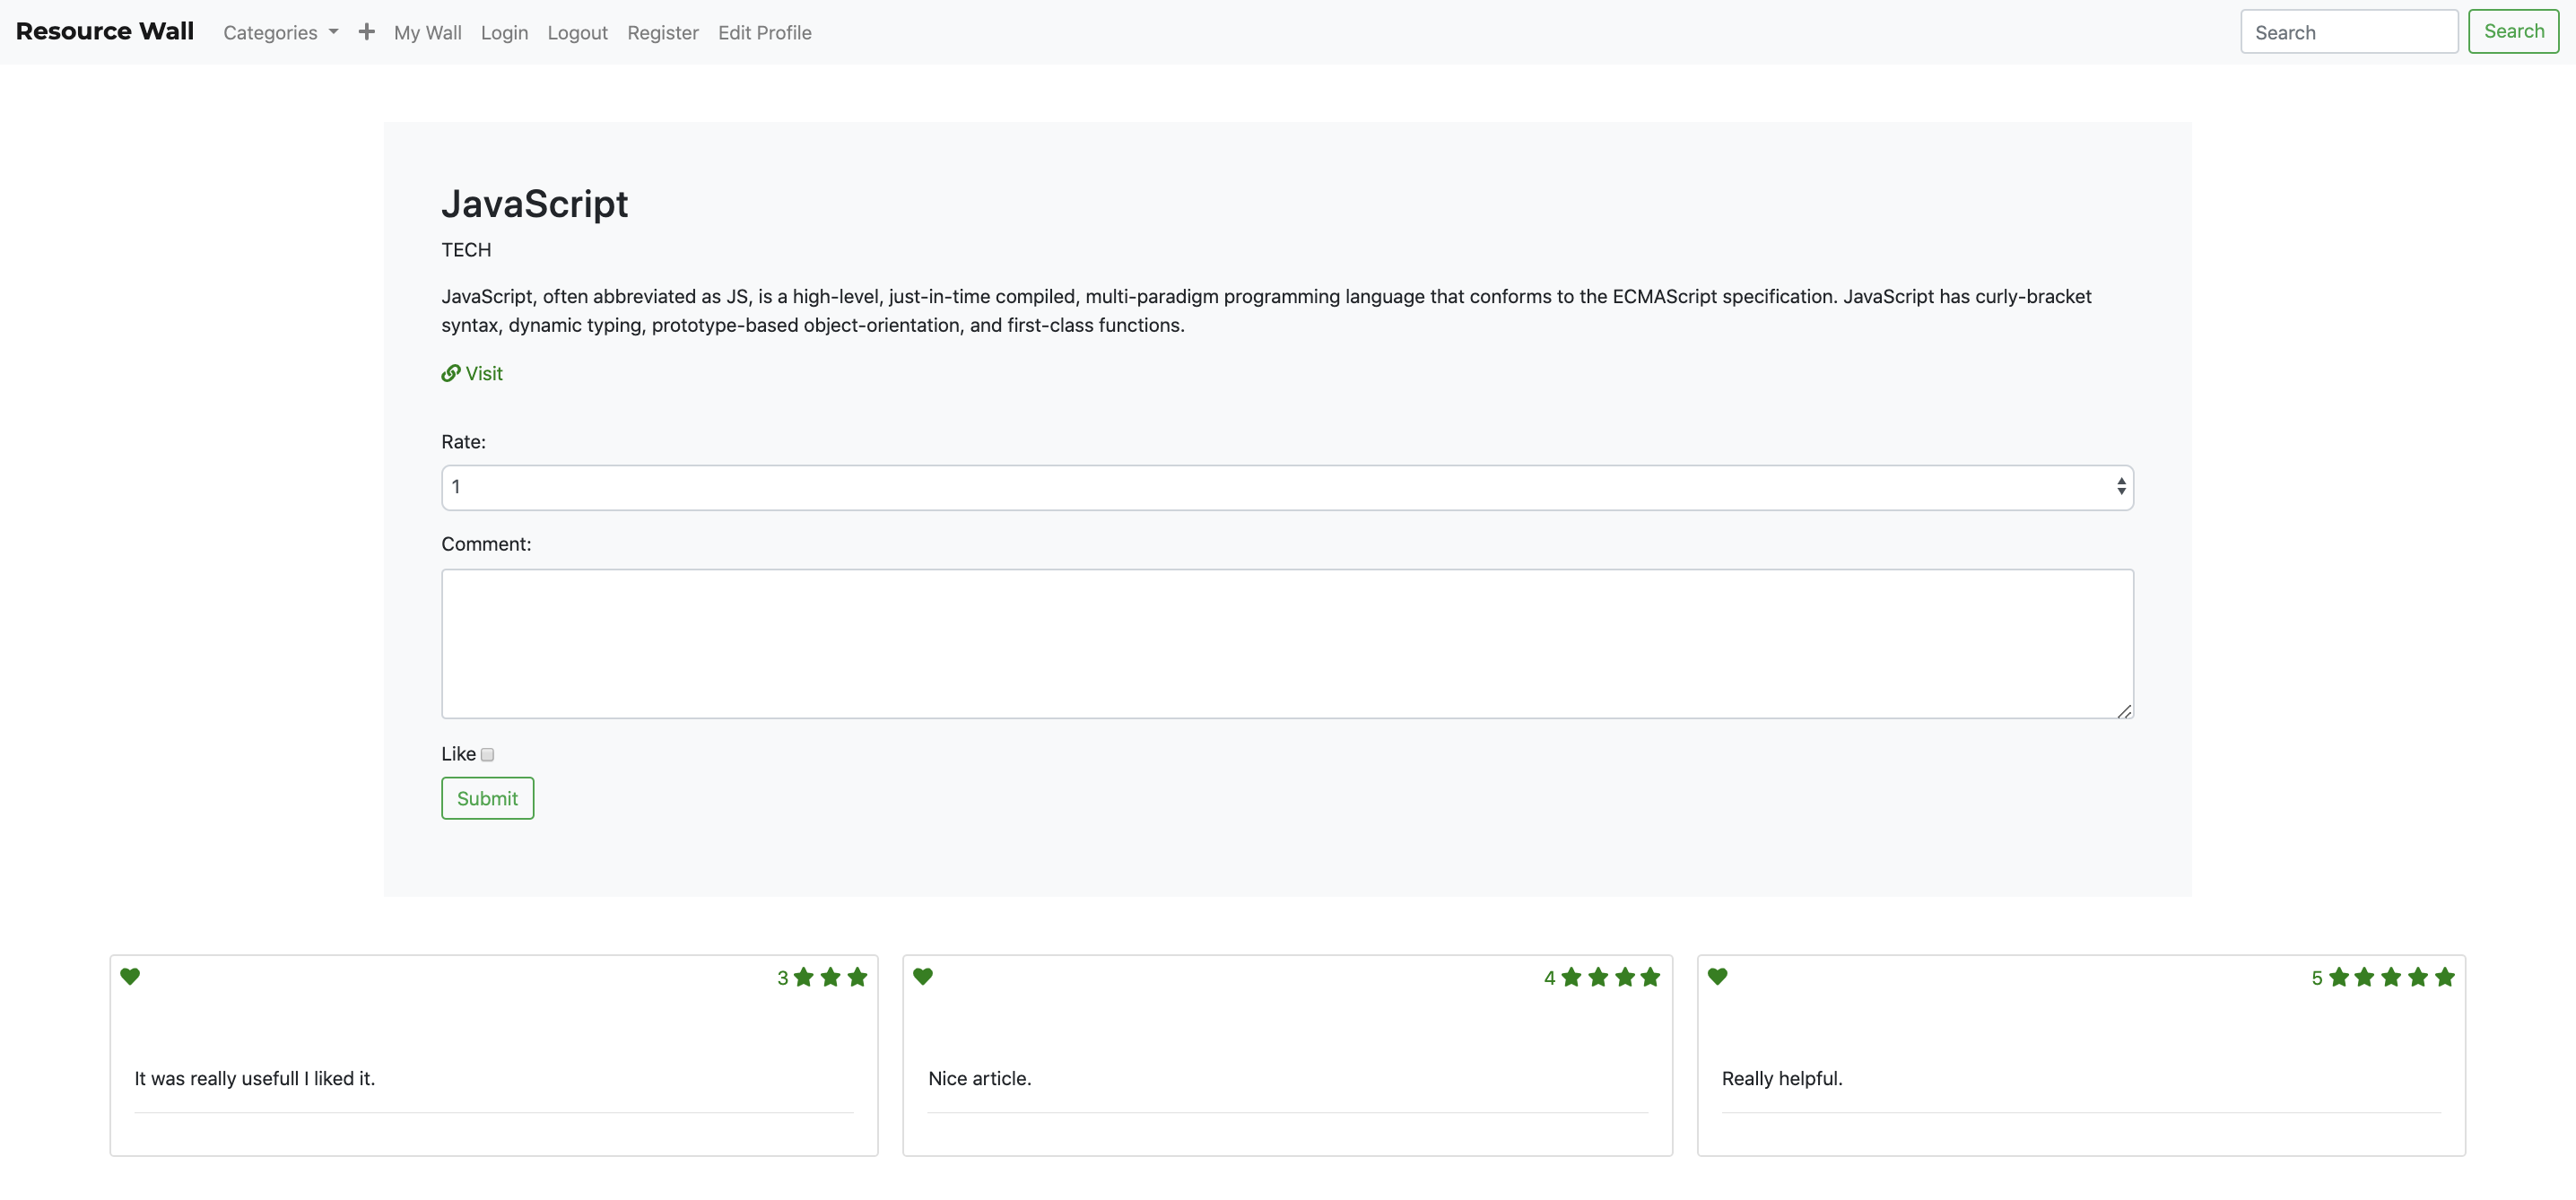 Resource Wall Categories My Wall Login Logout Register Edit Profile Search Search
JavaScript
TECH
JavaScript, often abbreviated as JS, is a high-level, just-in-time compiled, multi-paradigm programming language that conforms to the ECMAScript specification. JavaScript has curly-bracket
syntax, dynamic typing, prototype-based object-orientation, and first-class functions.
Visit
Rate:
1
Comment:
Like
Submit
3
It was really usefull I liked it.
4
Nice article.
5
Really helpful.